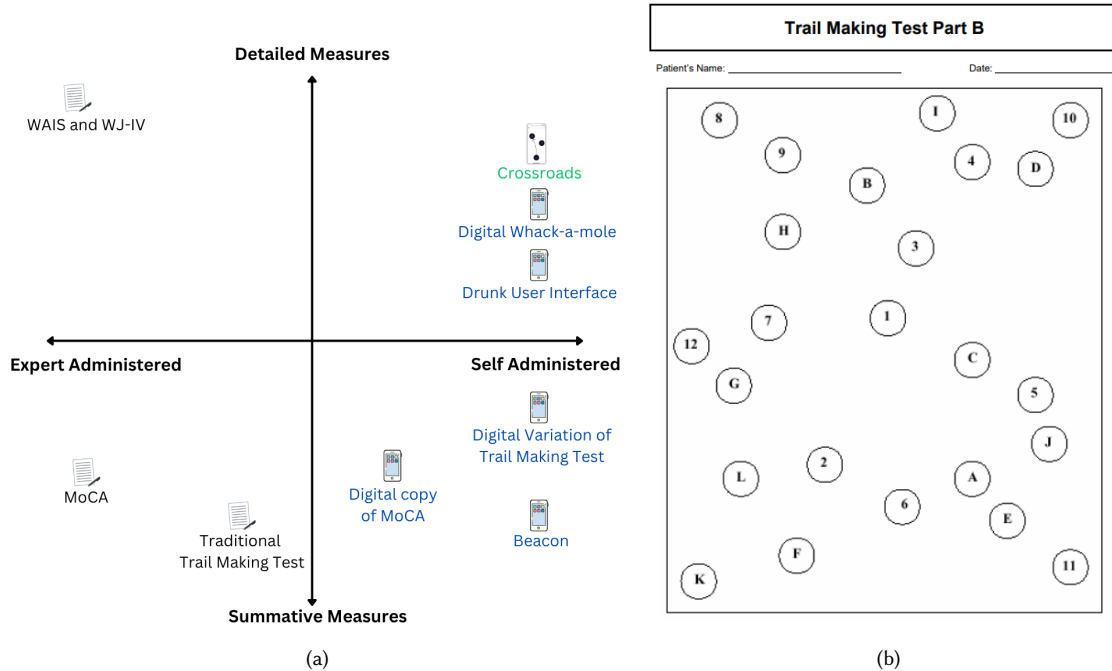 Detailed Measures
WAIS and WJ-IV
Crossroads
Digital Whack-a-mole
Drunk User Interface
Expert Administered
Self Administered
Digital Variation of
Trail Making Test
MoCA
Digital copy
of MoCA
Traditional
Trail Making Test
Beacon
Summative Measures
(a)
Trail Making Test Part B
Patient's Name: Date:
8
I
10
9
4
D
B
H
3
7
1
12
C
G
5
J
2
L
A
6
E
F
11
K
(b)